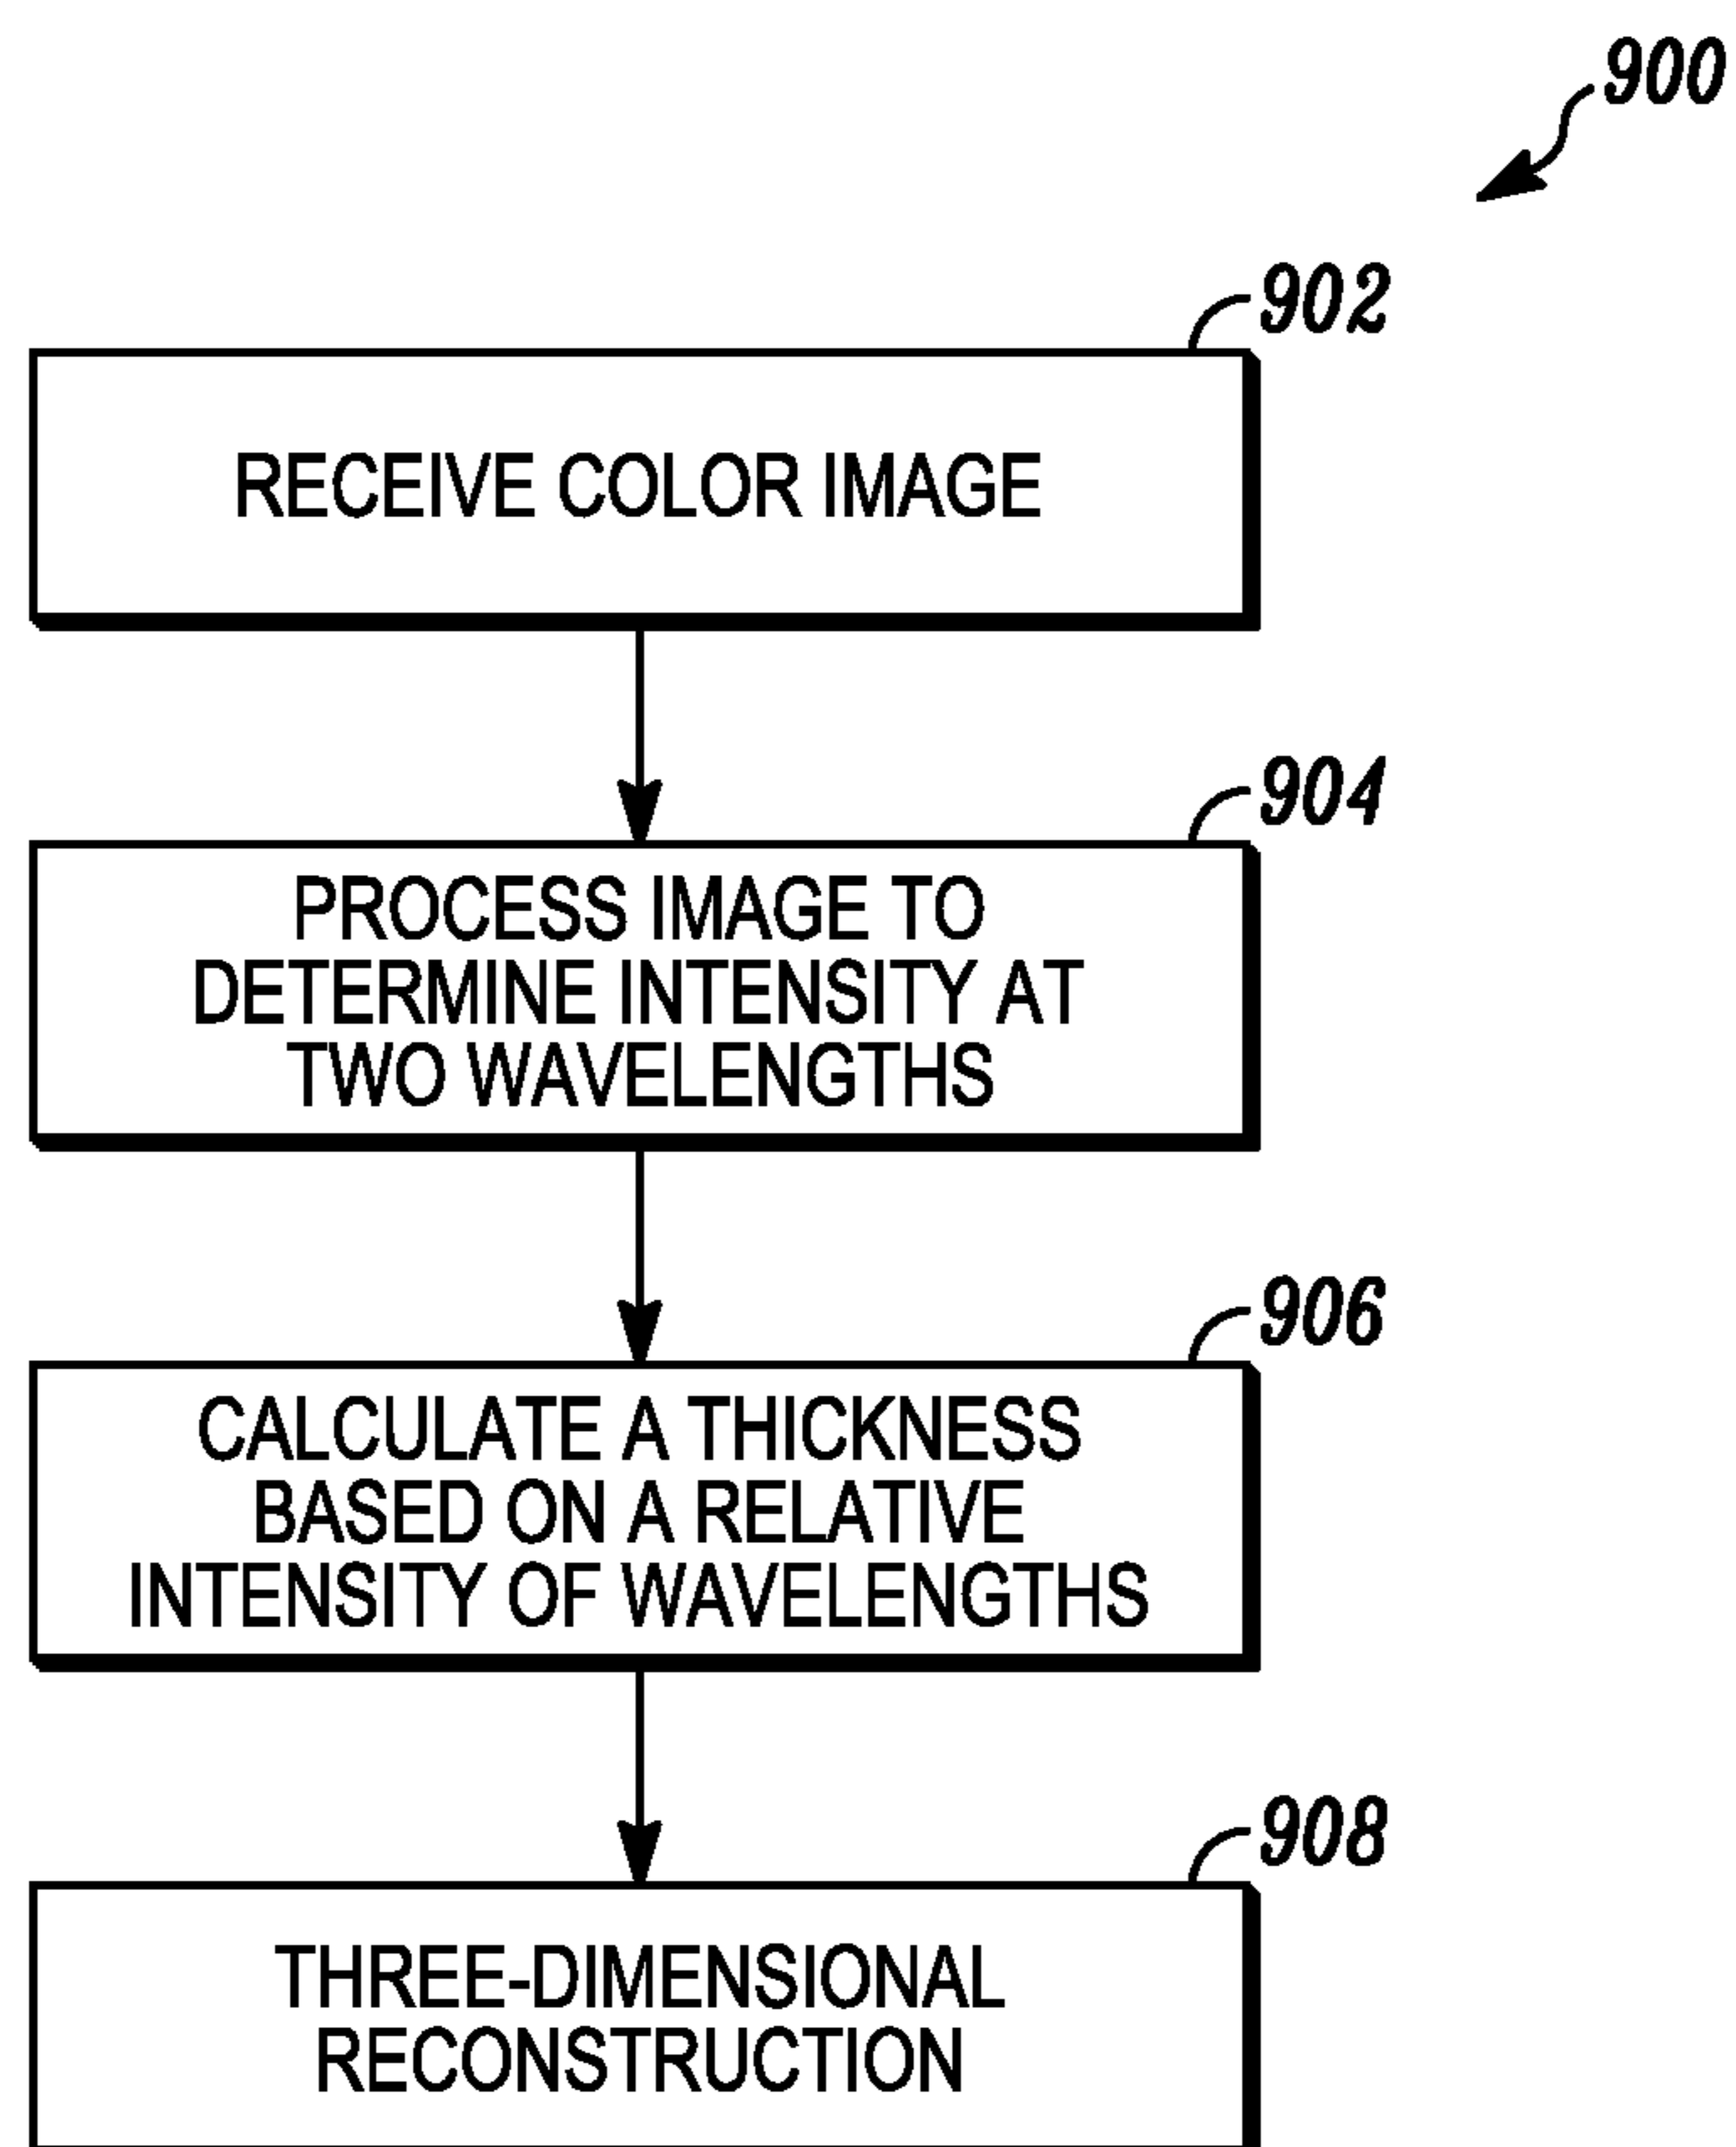 900
902
RECEIVE COLOR IMAGE
904
PROCESS IMAGE TO
DETERMINE INTENSITY AT
TWO WAVELENGTHS
906
CALCULATE A THICKNESS
BASED ON A RELATIVE
INTENSITY OF WAVELENGTHS
908
THREE-DIMENSIONAL
RECONSTRUCTION